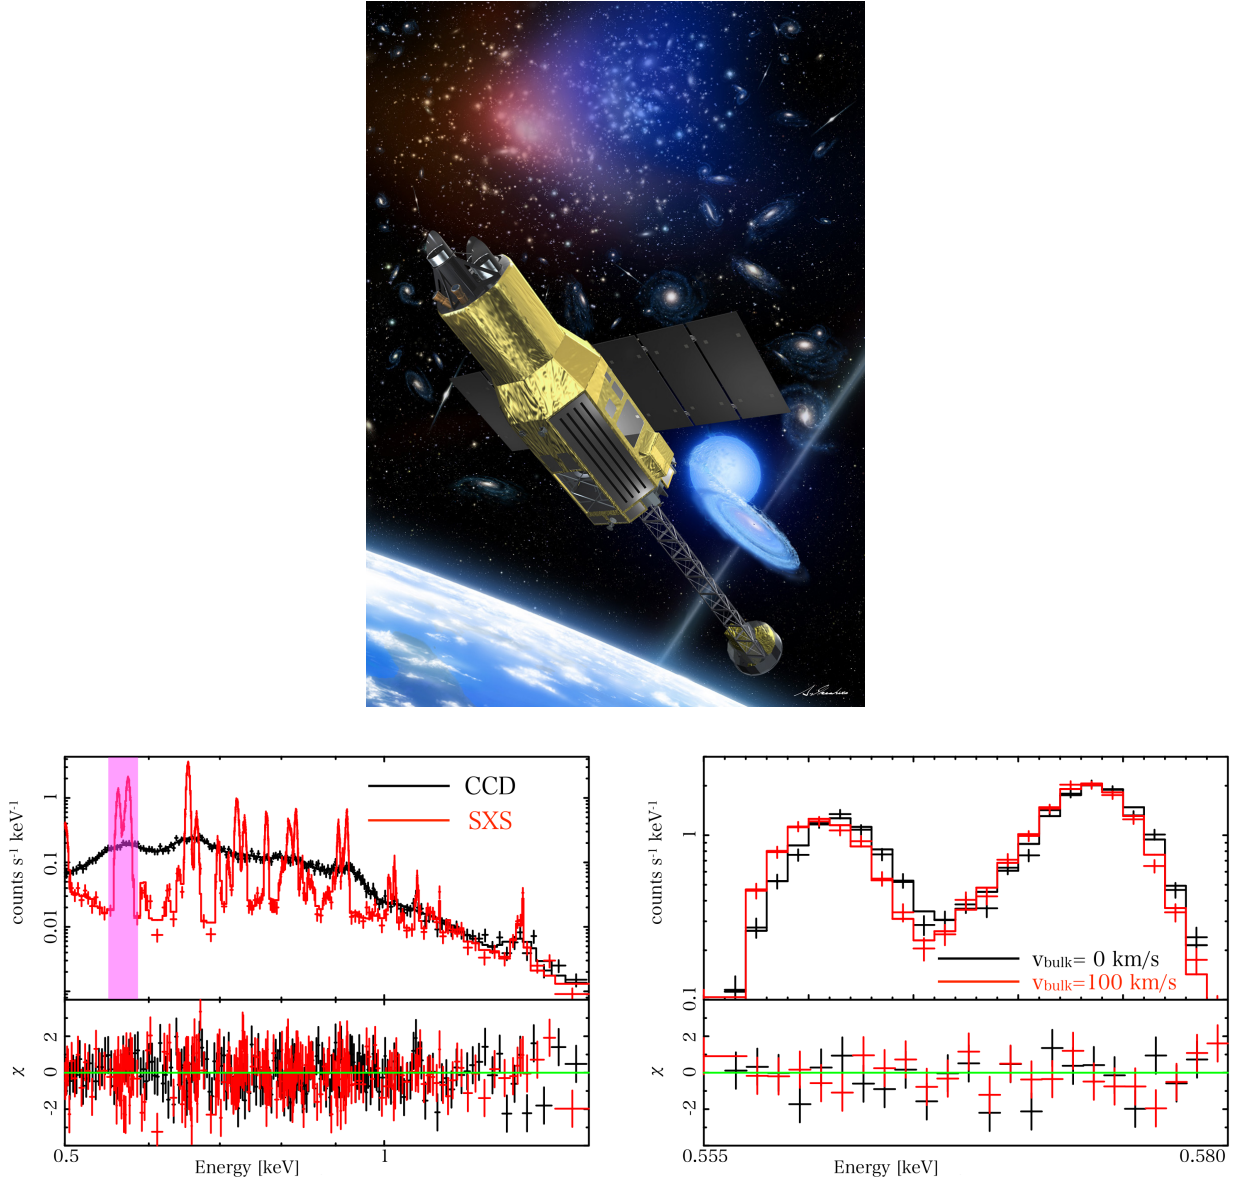 CCD
SXS
counts s-1 keV-1
1
0.1
0.01
χ
2
0
-2
0.5
1
Energy [keV]
counts s-1 keV-1
1
0.1
vbulk= 0 km/s
vbulk=100 km/s
χ
2
0
-2
0.555
0.580
Energy [keV]